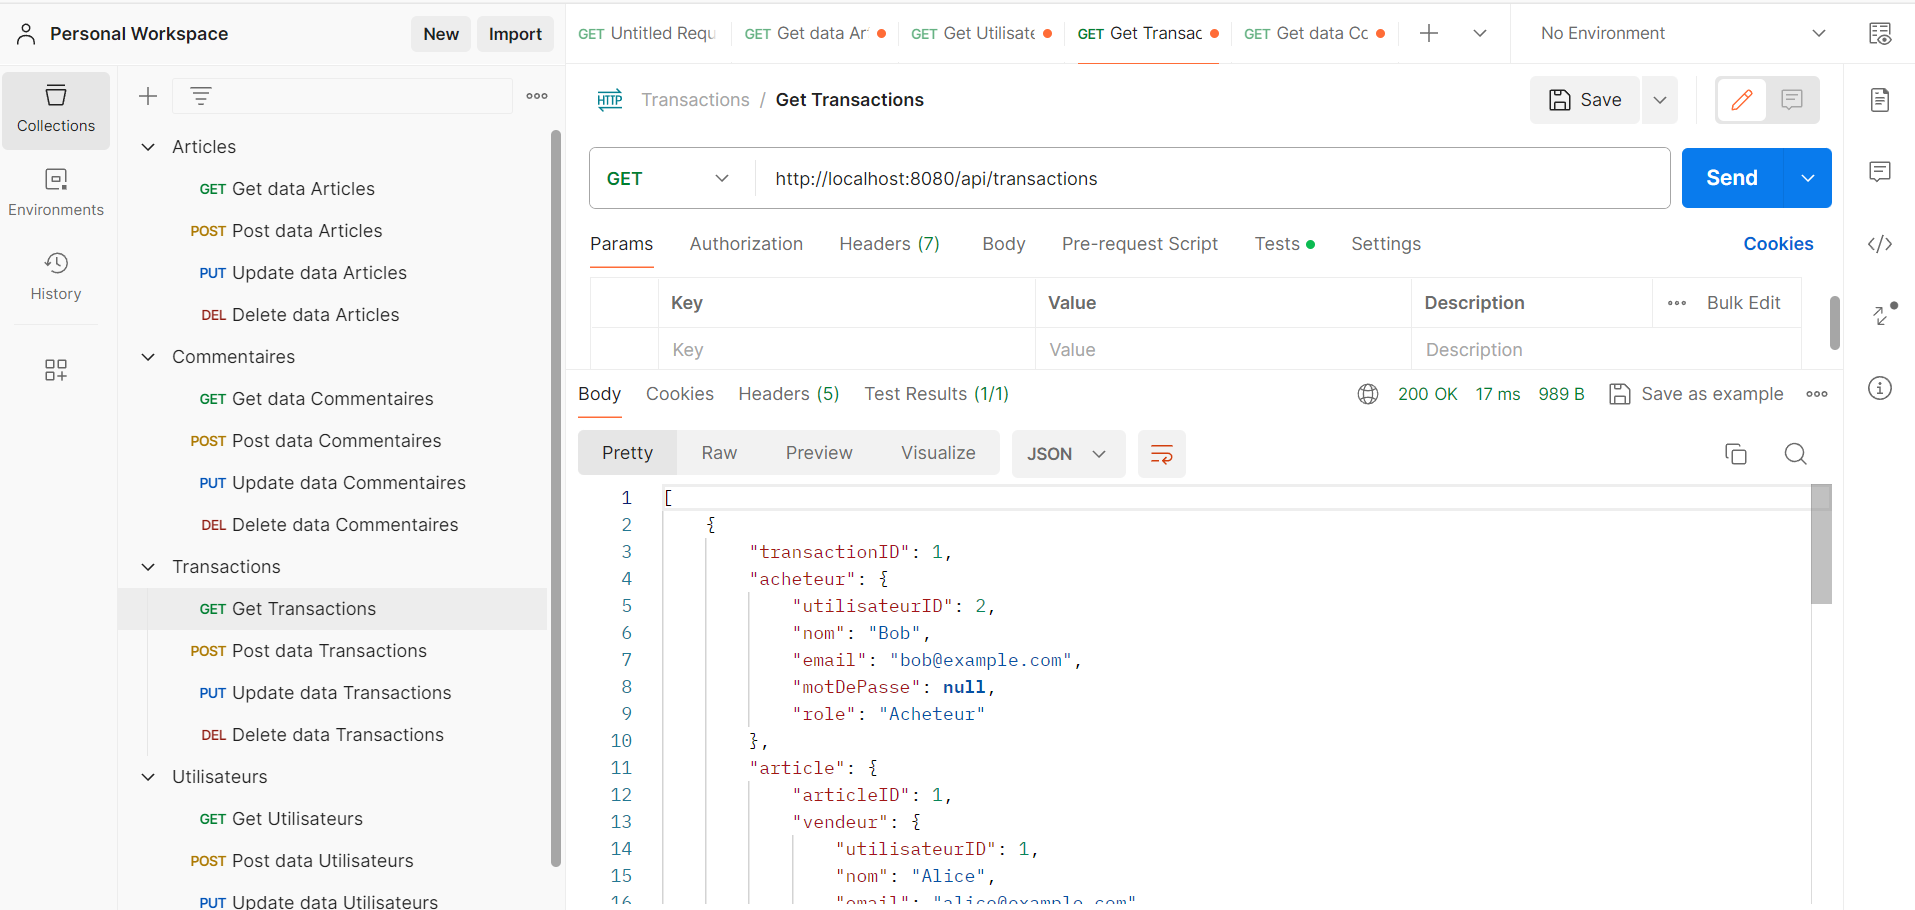 Personal Workspace
New
Import
GET Untitled Requ
GET Get data Ar
GET Get Utilisate
GET Get Transac
GET Get data Co
No Environment
Collections
Environments
History
Articles
GET Get data Articles
POST Post data Articles
PUT Update data Articles
DEL Delete data Articles
Commentaires
GET Get data Commentaires
POST Post data Commentaires
PUT Update data Commentaires
DEL Delete data Commentaires
Transactions
GET Get Transactions
POST Post data Transactions
PUT Update data Transactions
DEL Delete data Transactions
Utilisateurs
GET Get Utilisateurs
POST Post data Utilisateurs
PUT Update data Utilisateurs
HTTP Transactions / Get Transactions
Save
GET http://localhost:8080/api/transactions
Send
Params Authorization Headers (7) Body Pre-request Script Tests Settings Cookies
Key Value Description Bulk Edit
Key Value Description
Body Cookies Headers (5) Test Results (1/1) 200 OK 17 ms 989 B Save as example
Pretty Raw Preview Visualize JSON
1 [
2 {
3 "transactionID": 1,
4 "acheteur": {
5 "utilisateurID": 2,
6 "nom": "Bob",
7 "email": "bob@example.com",
8 "motDePasse": null,
9 "role": "Acheteur"
10 },
11 "article": {
12 "articleID": 1,
13 "vendeur": {
14 "utilisateurID": 1,
15 "nom": "Alice",
16 "email": "alice@example.com"